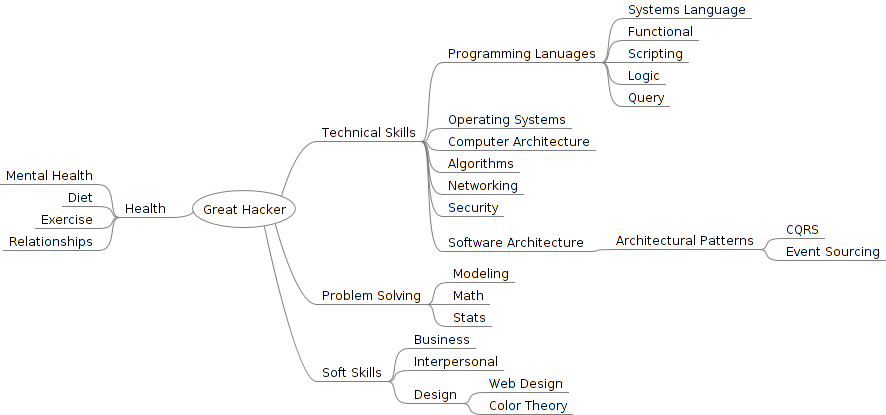 Great Hacker
Technical Skills
Programming Lanuages
Systems Language
Functional
Scripting
Logic
Query
Operating Systems
Computer Architecture
Algorithms
Networking
Security
Software Architecture
Architectural Patterns
CQRS
Event Sourcing
Problem Solving
Modeling
Math
Stats
Soft Skills
Business
Interpersonal
Design
Web Design
Color Theory
Health
Mental Health
Diet
Exercise
Relationships